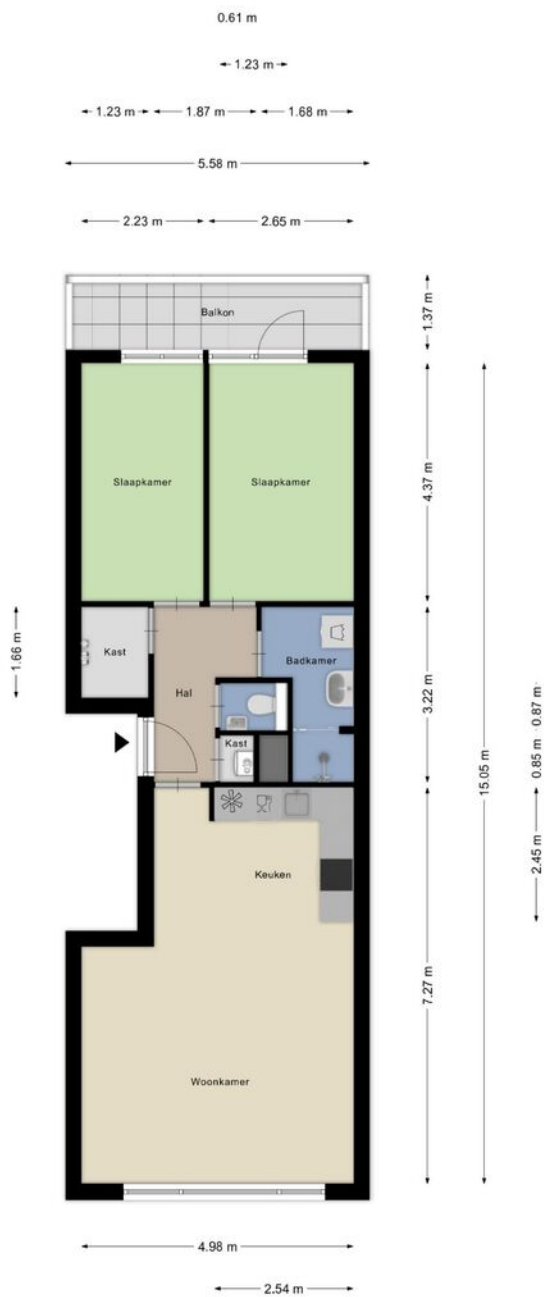 0.61 m
1.23 m
1.23 m
1.87 m
1.68 m
5.58 m
2.23 m
2.65 m
Balkon
1.37 m
Slaapkamer
Slaapkamer
4.37 m
15.05 m
Kast
1.66 m
Badkamer
Hal
3.22 m
Kast
0.85 m
0.87 m
2.45 m
Keuken
7.27 m
Woonkamer
4.98 m
2.54 m